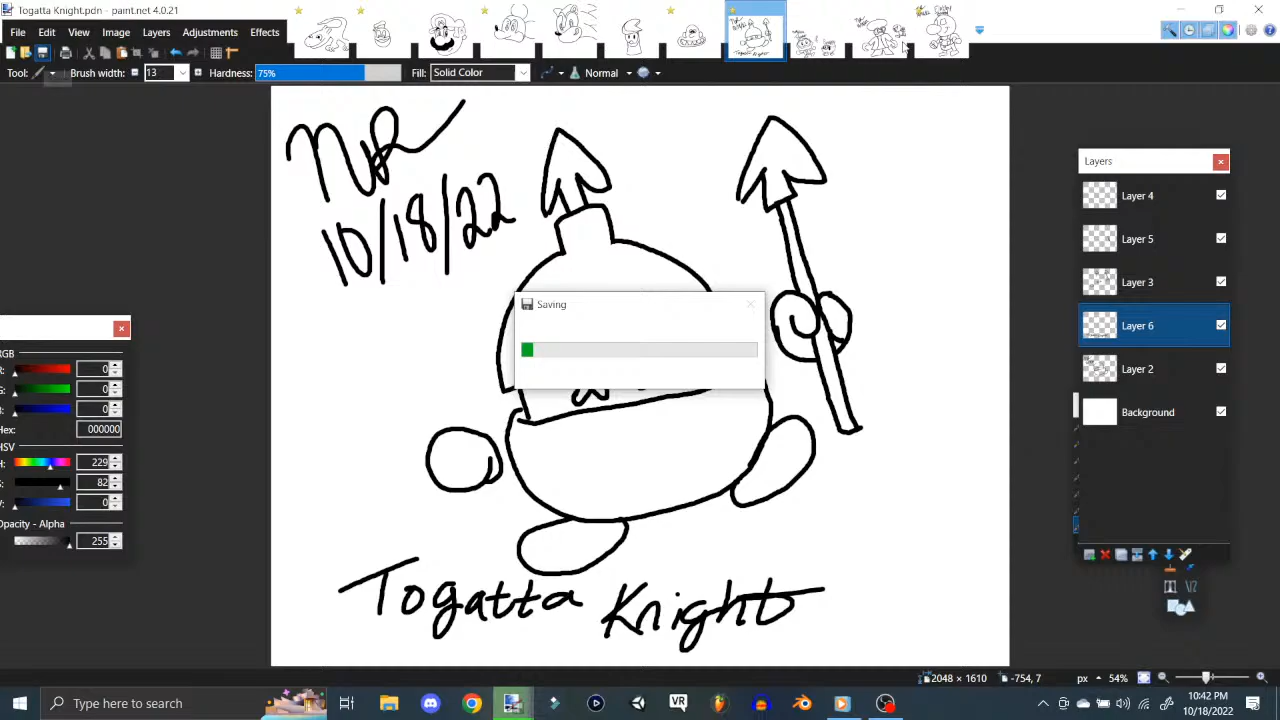 Togatta Knight.pdn - paint.net 4.0.21
File Edit View Image Layers Adjustments Effects
Tool: Brush width: 13 Hardness: 75% Fill: Solid Color Normal
10/18/22
Saving
Togatta Knight
Layers
Layer 4
Layer 5
Layer 3
Layer 6
Layer 2
Background
RGB
R: 0
G: 0
B: 0
Hex: 000000
HSV
H: 229
S: 82
V: 0
Opacity - Alpha
255
2048 × 1610 -754, 7 px 54%
Type here to search
VR
10:42 PM
10/18/2022